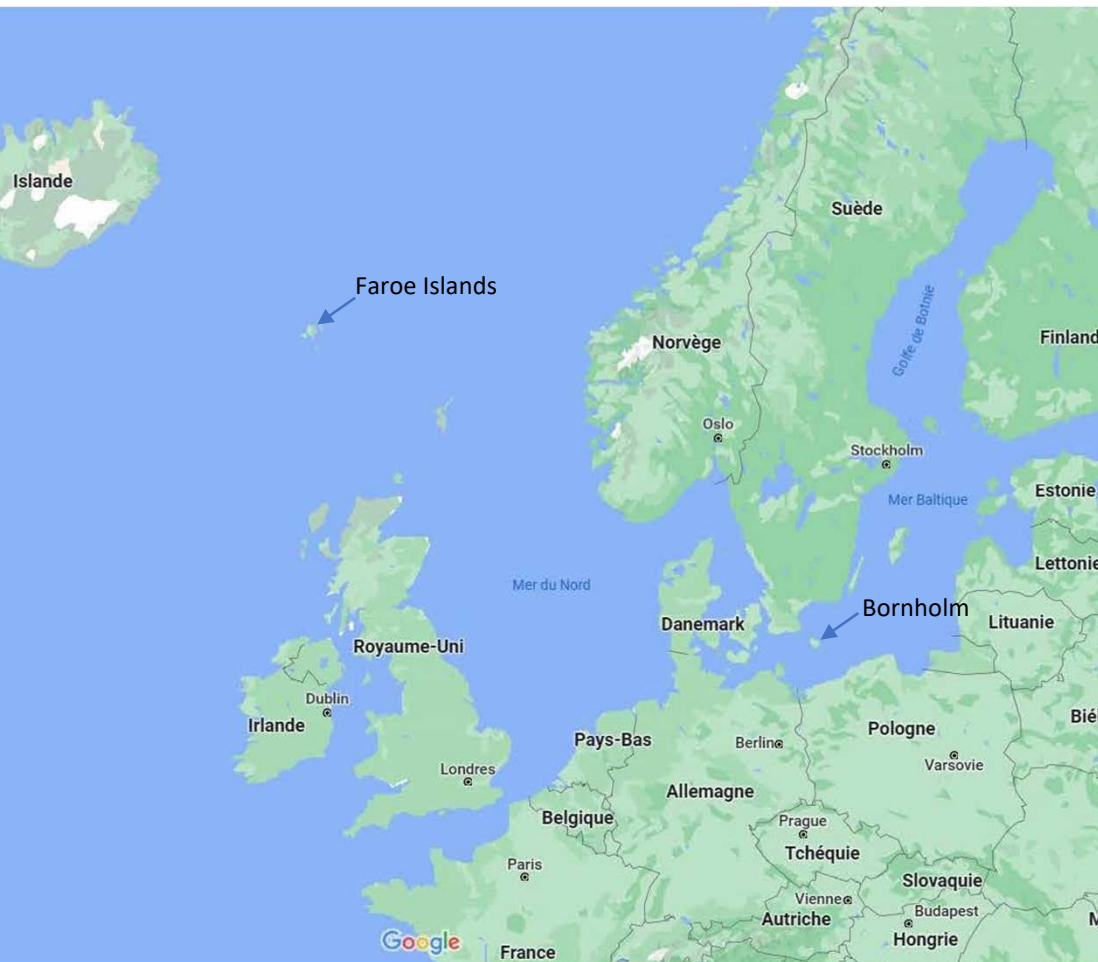 Islande
Suède
Faroe Islands
Golfe de Botnie
Norvège
Finland
Oslo
Stockholm
Estonie
Mer Baltique
Lettonie
Mer du Nord
Bornholm
Danemark
Lituanie
Royaume-Uni
Dublin
Irlande
Pays-Bas
Berlin
Pologne
Bié
Varsovie
Londres
Allemagne
Belgique
Prague
Tchéquie
Paris
Slovaquie
Vienne
Autriche
Budapest
M
Hongrie
Google
France